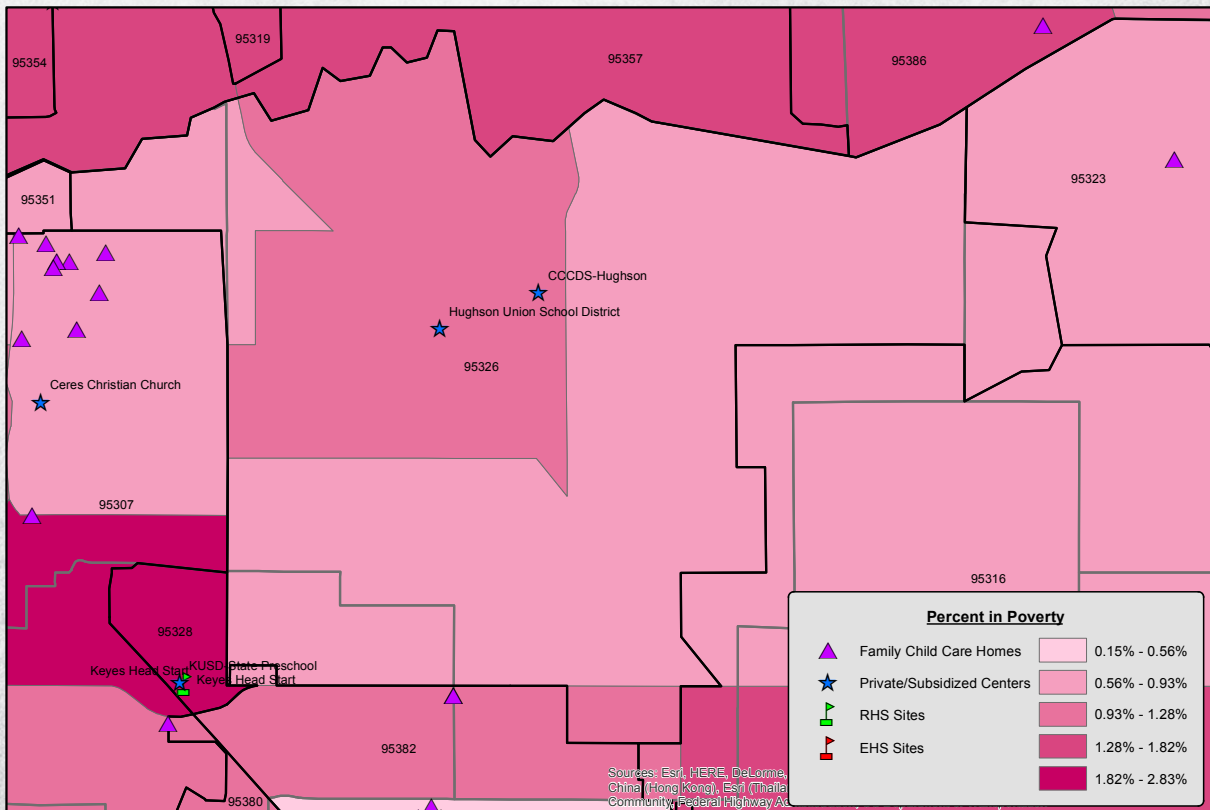 95319
95354
95357
95386
95323
95351
CCCDS-Hughson
Hughson Union School District
95326
Ceres Christian Church
95307
95316
95328
KUSD-State Preschool
Keyes Head Start
Keyes Head Start
95382
95380
Percent in Poverty
Family Child Care Homes
0.15% - 0.56%
Private/Subsidized Centers
0.56% - 0.93%
RHS Sites
0.93% - 1.28%
EHS Sites
1.28% - 1.82%
1.82% - 2.83%
Sources: Esri, HERE, DeLorme,
China (Hong Kong), Esri
Community, Federal Highway